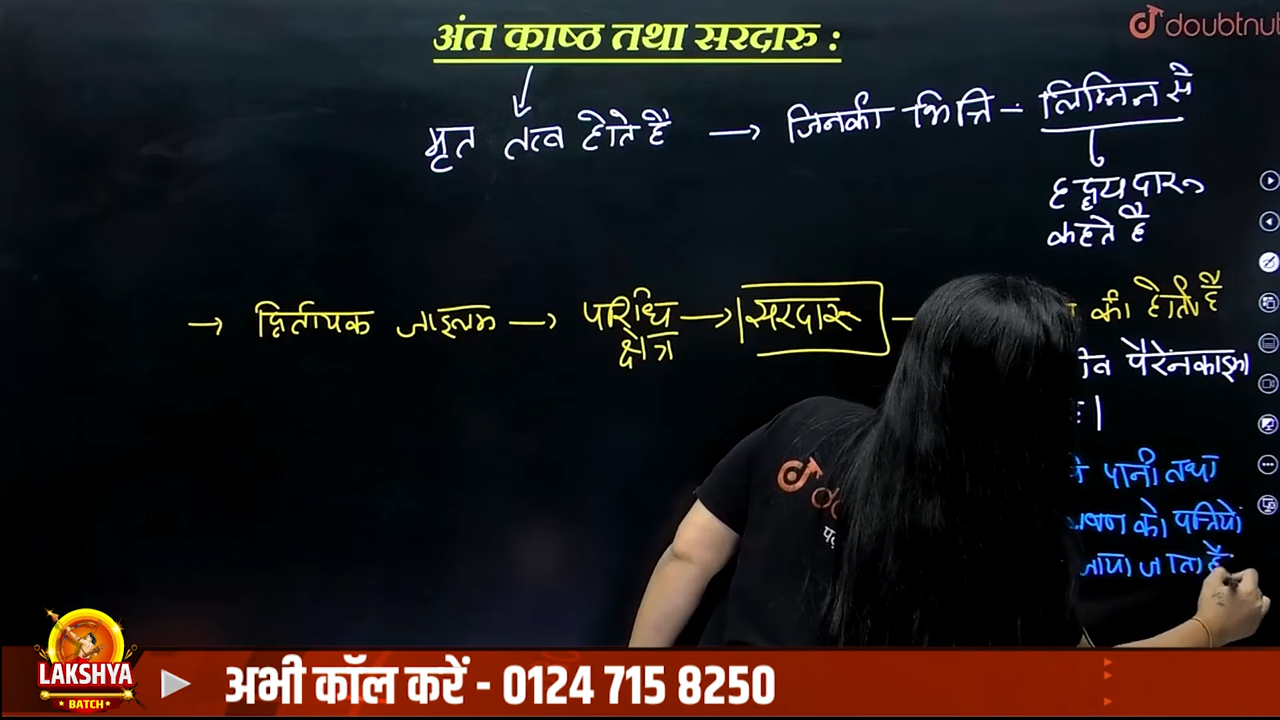 अंत काष्ठ तथा सरदारु :
doubtnut
मृत तत्व होते है → जिनकी भित्ति - लिग्निन से
हृदय दारु
कहते है
→ द्वितीयक जाइलम → परिधि → सरदारु की होती है
क्षेत्र
पैरेनकाइमा
पानी तथा
को पत्तियो
जाता है
LAKSHYA
BATCH
अभी कॉल करें - 0124 715 8250